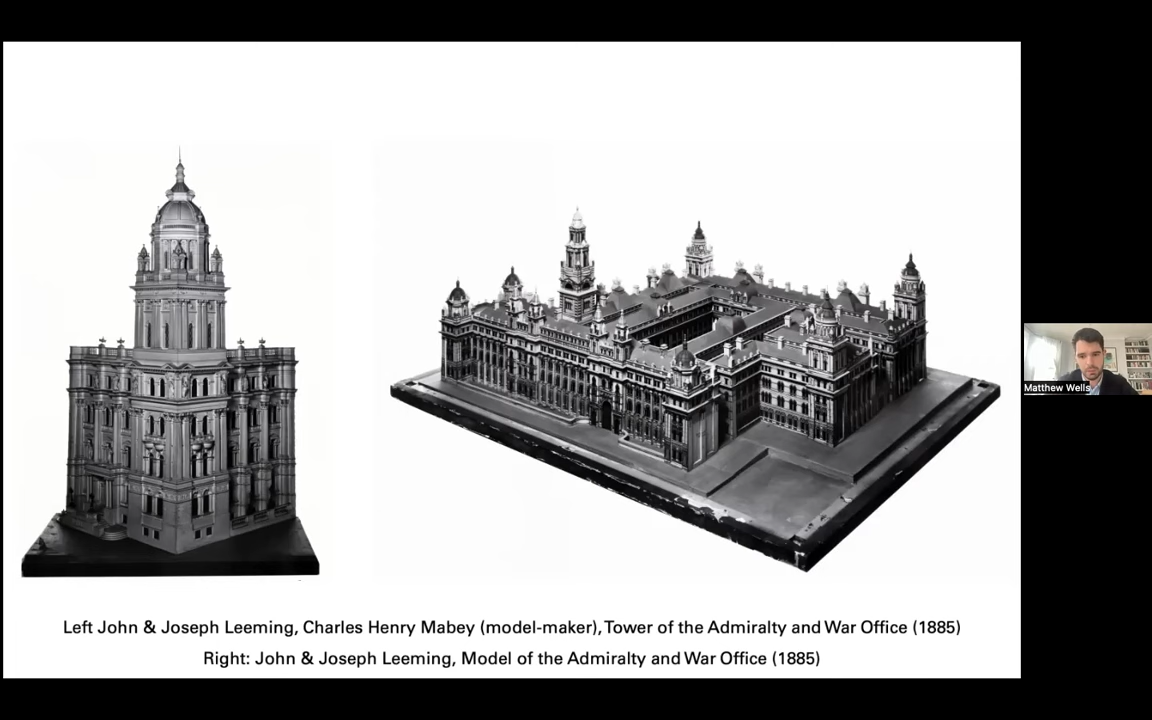 Left John & Joseph Leeming, Charles Henry Mabey (model-maker), Tower of the Admiralty and War Office (1885)
Right: John & Joseph Leeming, Model of the Admiralty and War Office (1885)
Matthew Wells